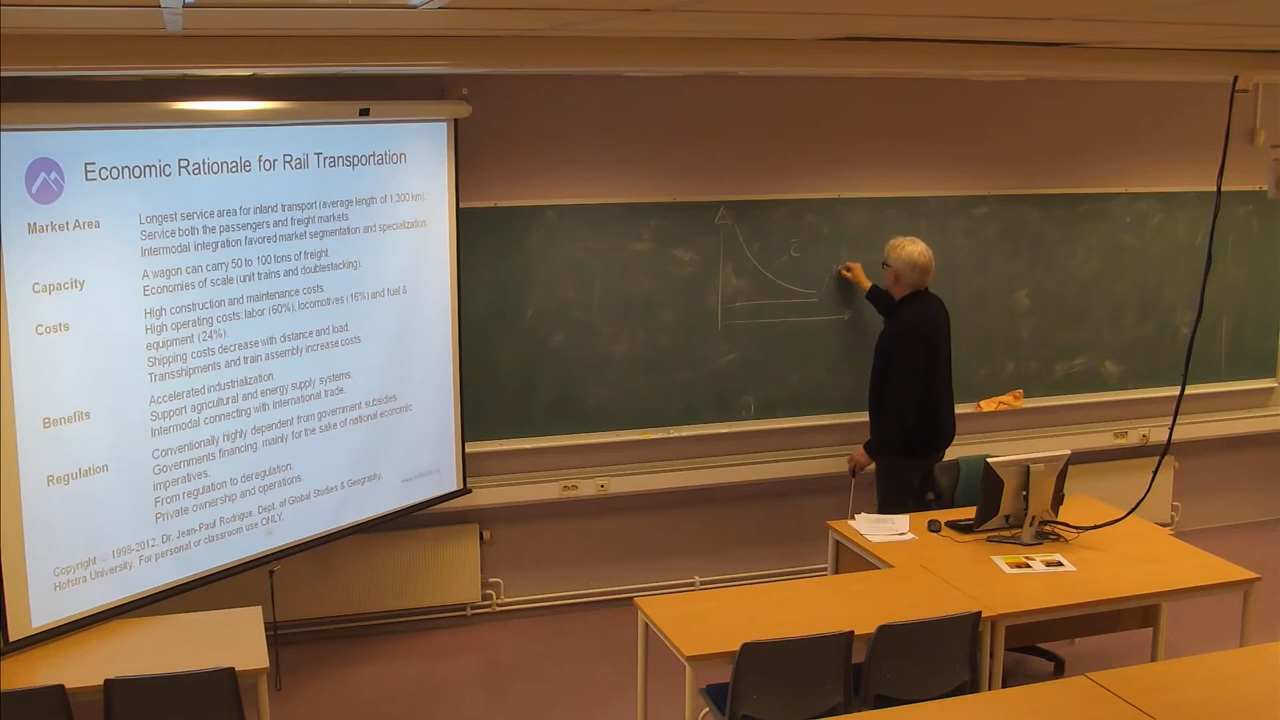 Economic Rationale for Rail Transportation
Market Area
Longest service area for inland transport (average length of 1,300 km).
Service both the passengers and freight markets.
Intermodal integration favored market segmentation and specialization.
Capacity
A wagon can carry 50 to 100 tons of freight.
Economies of scale (unit trains and doublestacking).
Costs
High construction and maintenance costs.
High operating costs: labor (60%), locomotives (16%) and fuel &
equipment (24%).
Shipping costs decrease with distance and load.
Transshipments and train assembly increase costs.
Benefits
Accelerated industrialization.
Support agricultural and energy supply systems.
Intermodal connecting with international trade.
Regulation
Conventionally highly dependent from government subsidies.
Governments financing, mainly for the sake of national economic
imperatives.
From regulation to deregulation.
Private ownership and operations.
Copyright © 1998-2012, Dr. Jean-Paul Rodrigue, Dept. of Global Studies & Geography,
Hofstra University. For personal or classroom use ONLY.
c̄